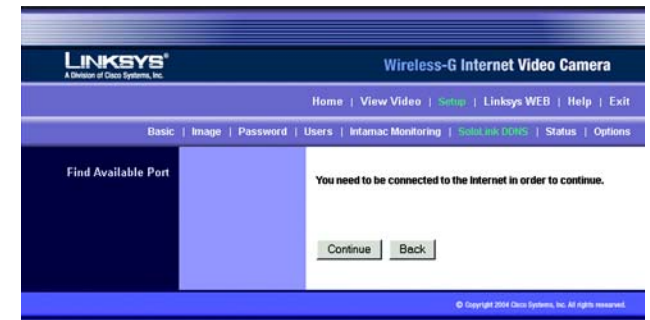 LINKSYS®
A Division of Cisco Systems, Inc.
Wireless-G Internet Video Camera
Home | View Video | Setup | Linksys WEB | Help | Exit
Basic | Image | Password | Users | Intamac Monitoring | SoloLink DDNS | Status | Options
Find Available Port
You need to be connected to the Internet in order to continue.
Continue Back
© Copyright 2004 Cisco Systems, Inc. All rights reserved.